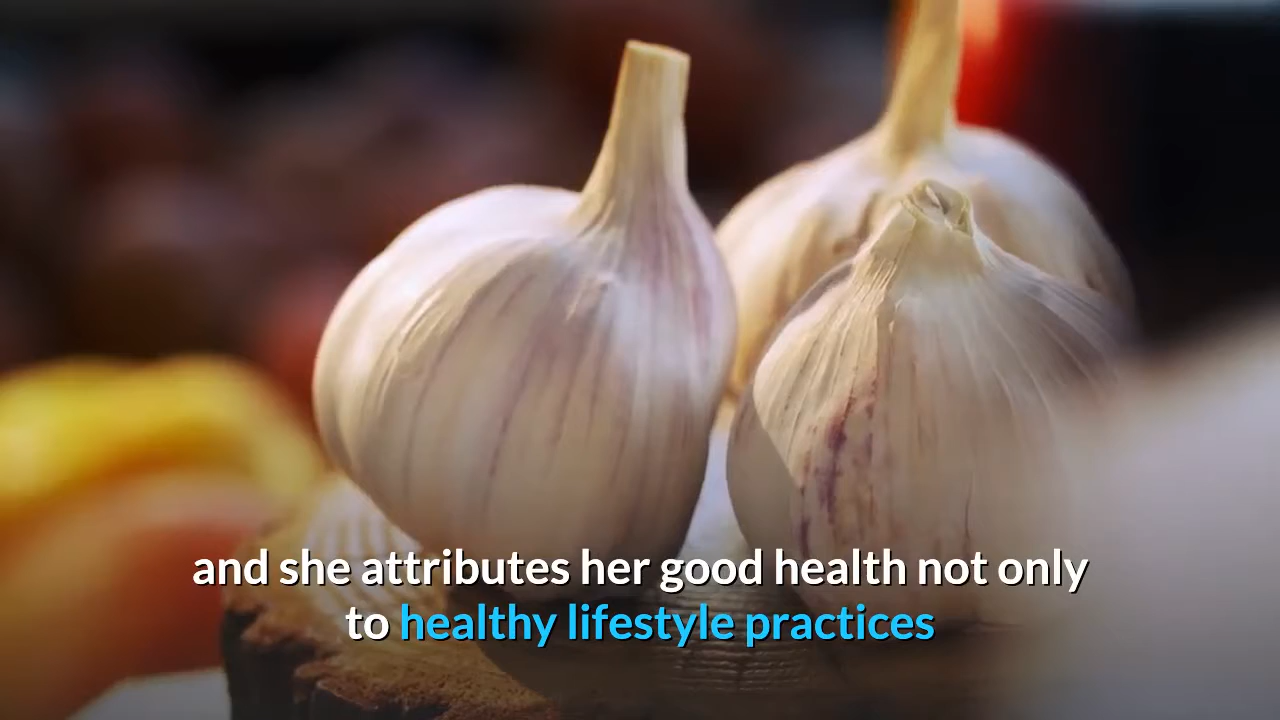 and she attributes her good health not only
to healthy lifestyle practices